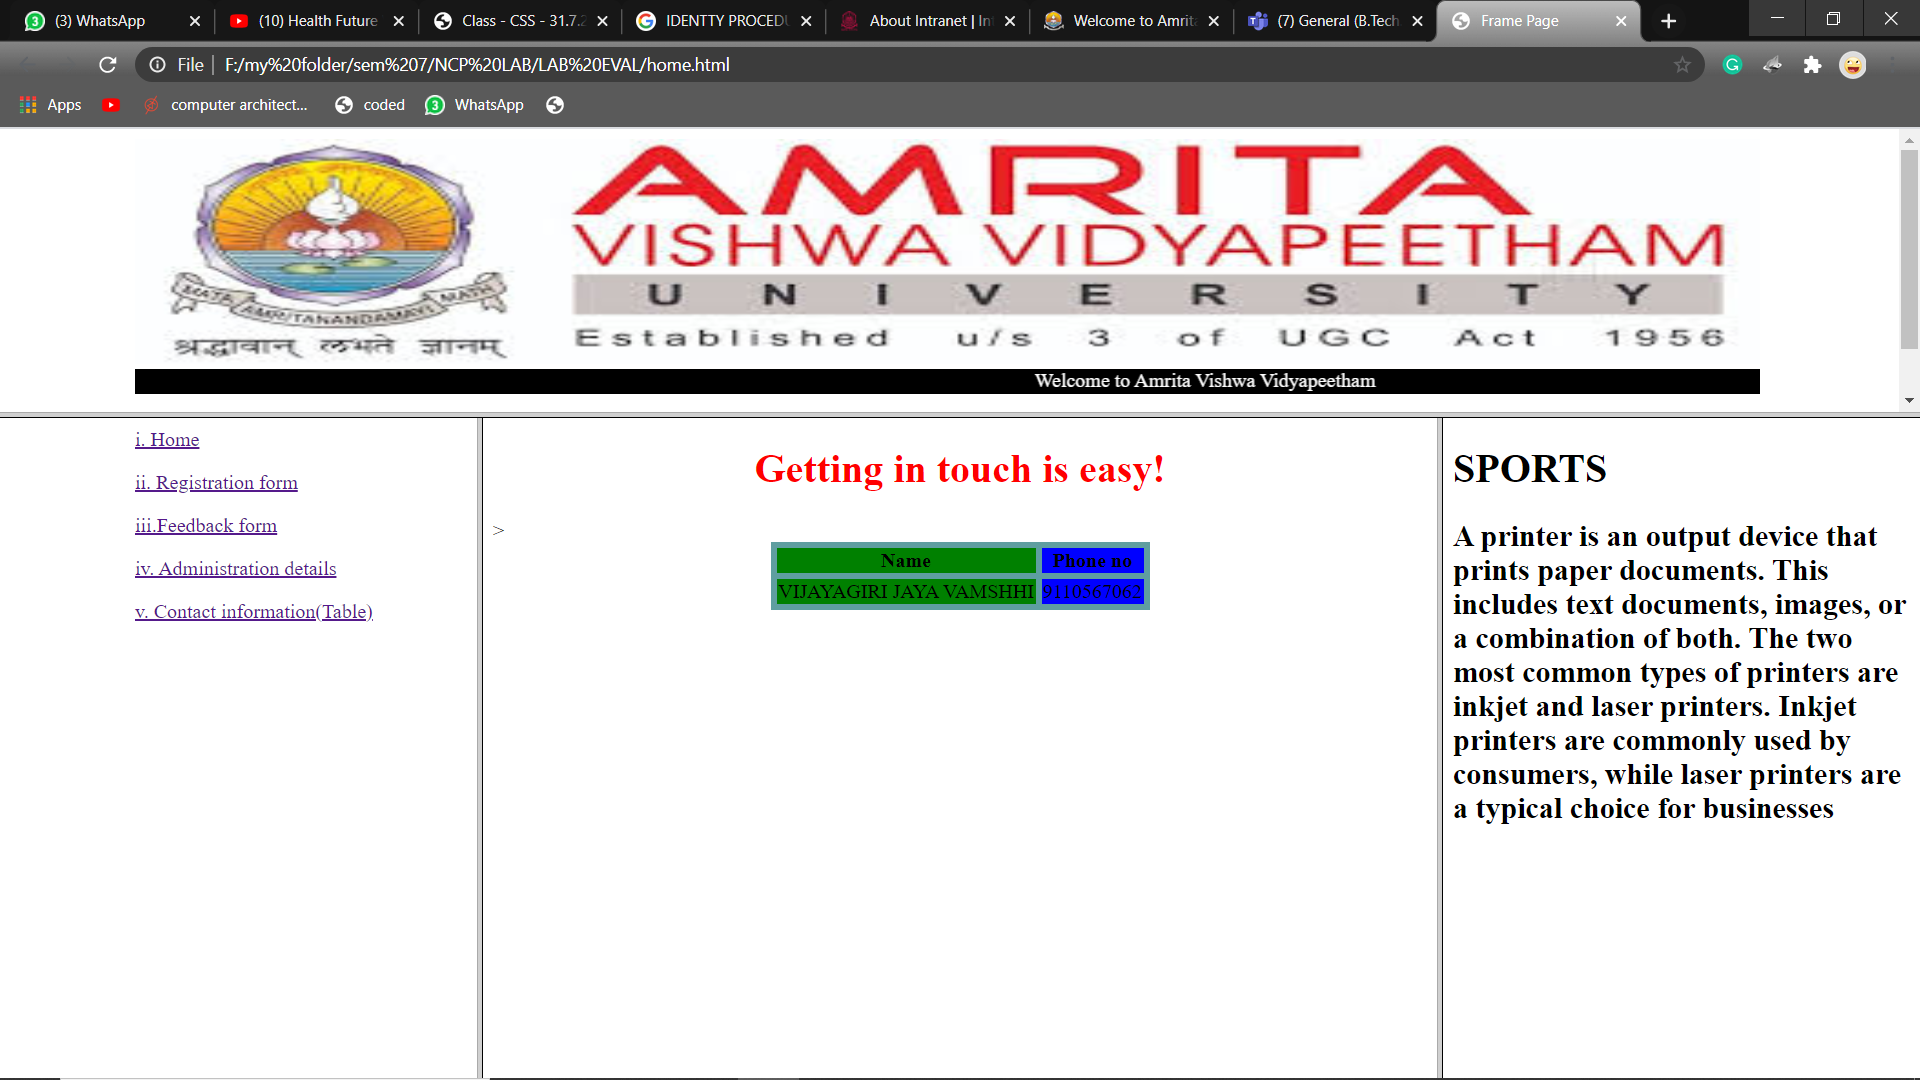 (3) WhatsApp
(10) Health Future
Class - CSS - 31.7.2
IDENTTY PROCEDU
About Intranet | Int
Welcome to Amrita
(7) General (B.Tech
Frame Page
File
F:/my%20folder/sem%207/NCP%20LAB/LAB%20EVAL/home.html
Apps
computer architect...
coded
3 WhatsApp
AMRITA
VISHWA VIDYAPEETHAM
UNIVERSITY
Established u/s 3 of UGC Act 1956
MATA AMRITANANDAMAYI MATH
श्रद्धावान् लभते ज्ञानम्
Welcome to Amrita Vishwa Vidyapeetham
i. Home
ii. Registration form
iii.Feedback form
iv. Administration details
v. Contact information(Table)
Getting in touch is easy!
>
Name Phone no
VIJAYAGIRI JAYA VAMSHHI 9110567062
SPORTS
A printer is an output device that
prints paper documents. This
includes text documents, images, or
a combination of both. The two
most common types of printers are
inkjet and laser printers. Inkjet
printers are commonly used by
consumers, while laser printers are
a typical choice for businesses